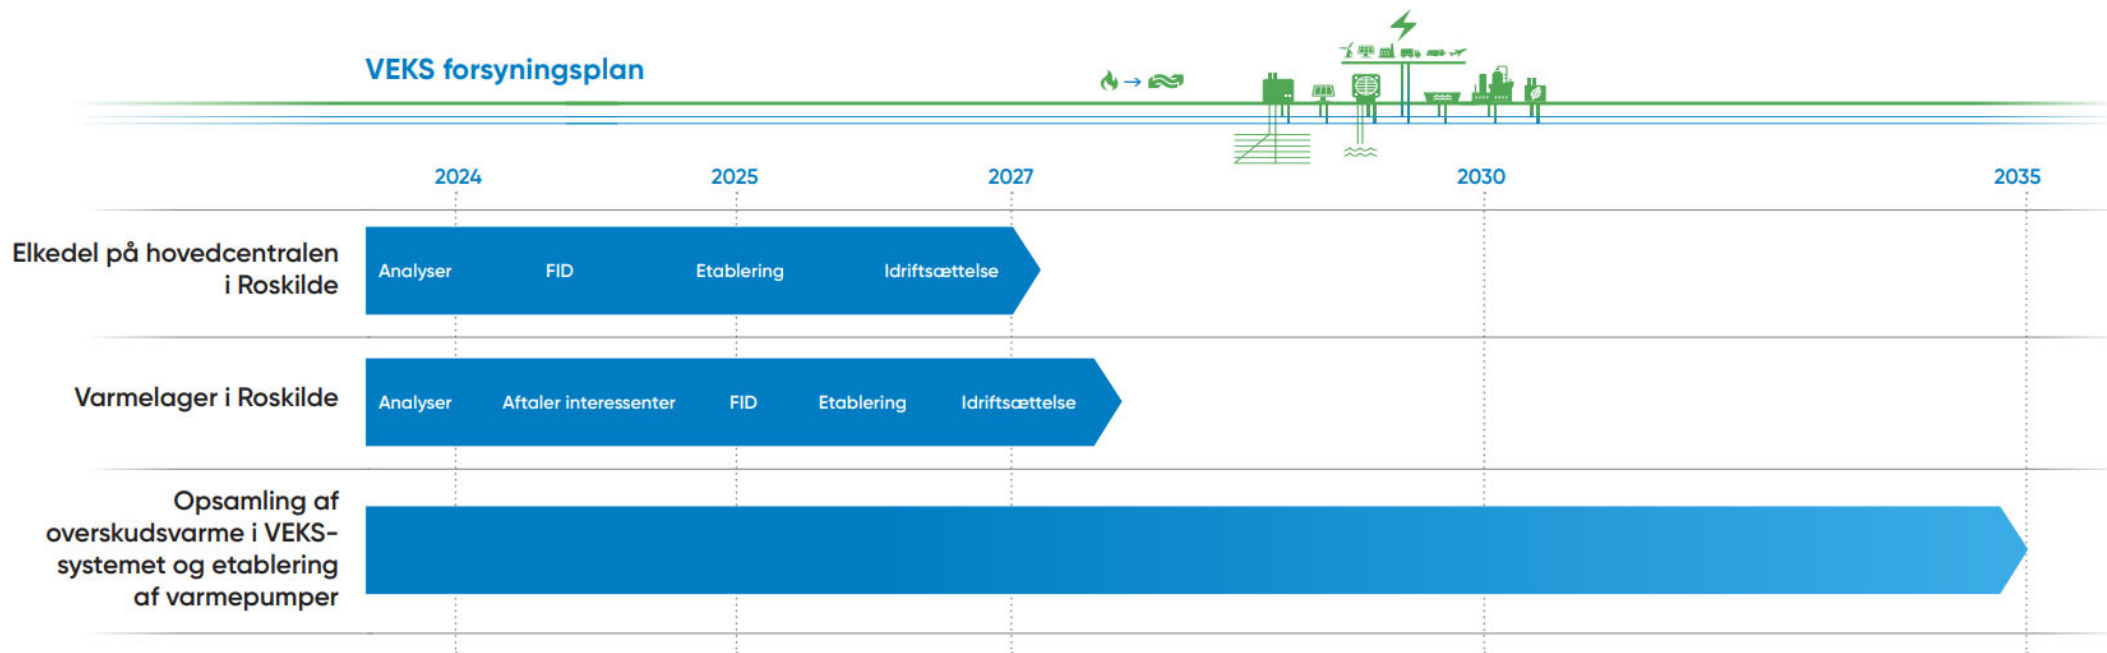 VEKS forsyningsplan
2024 2025 2027 2030 2035
Elkedel på hovedcentralen
i Roskilde
Analyser FID Etablering Idriftsættelse
Varmelager i Roskilde
Analyser Aftaler interessenter FID Etablering Idriftsættelse
Opsamling af
overskudsvarme i VEKS-
systemet og etablering
af varmepumper